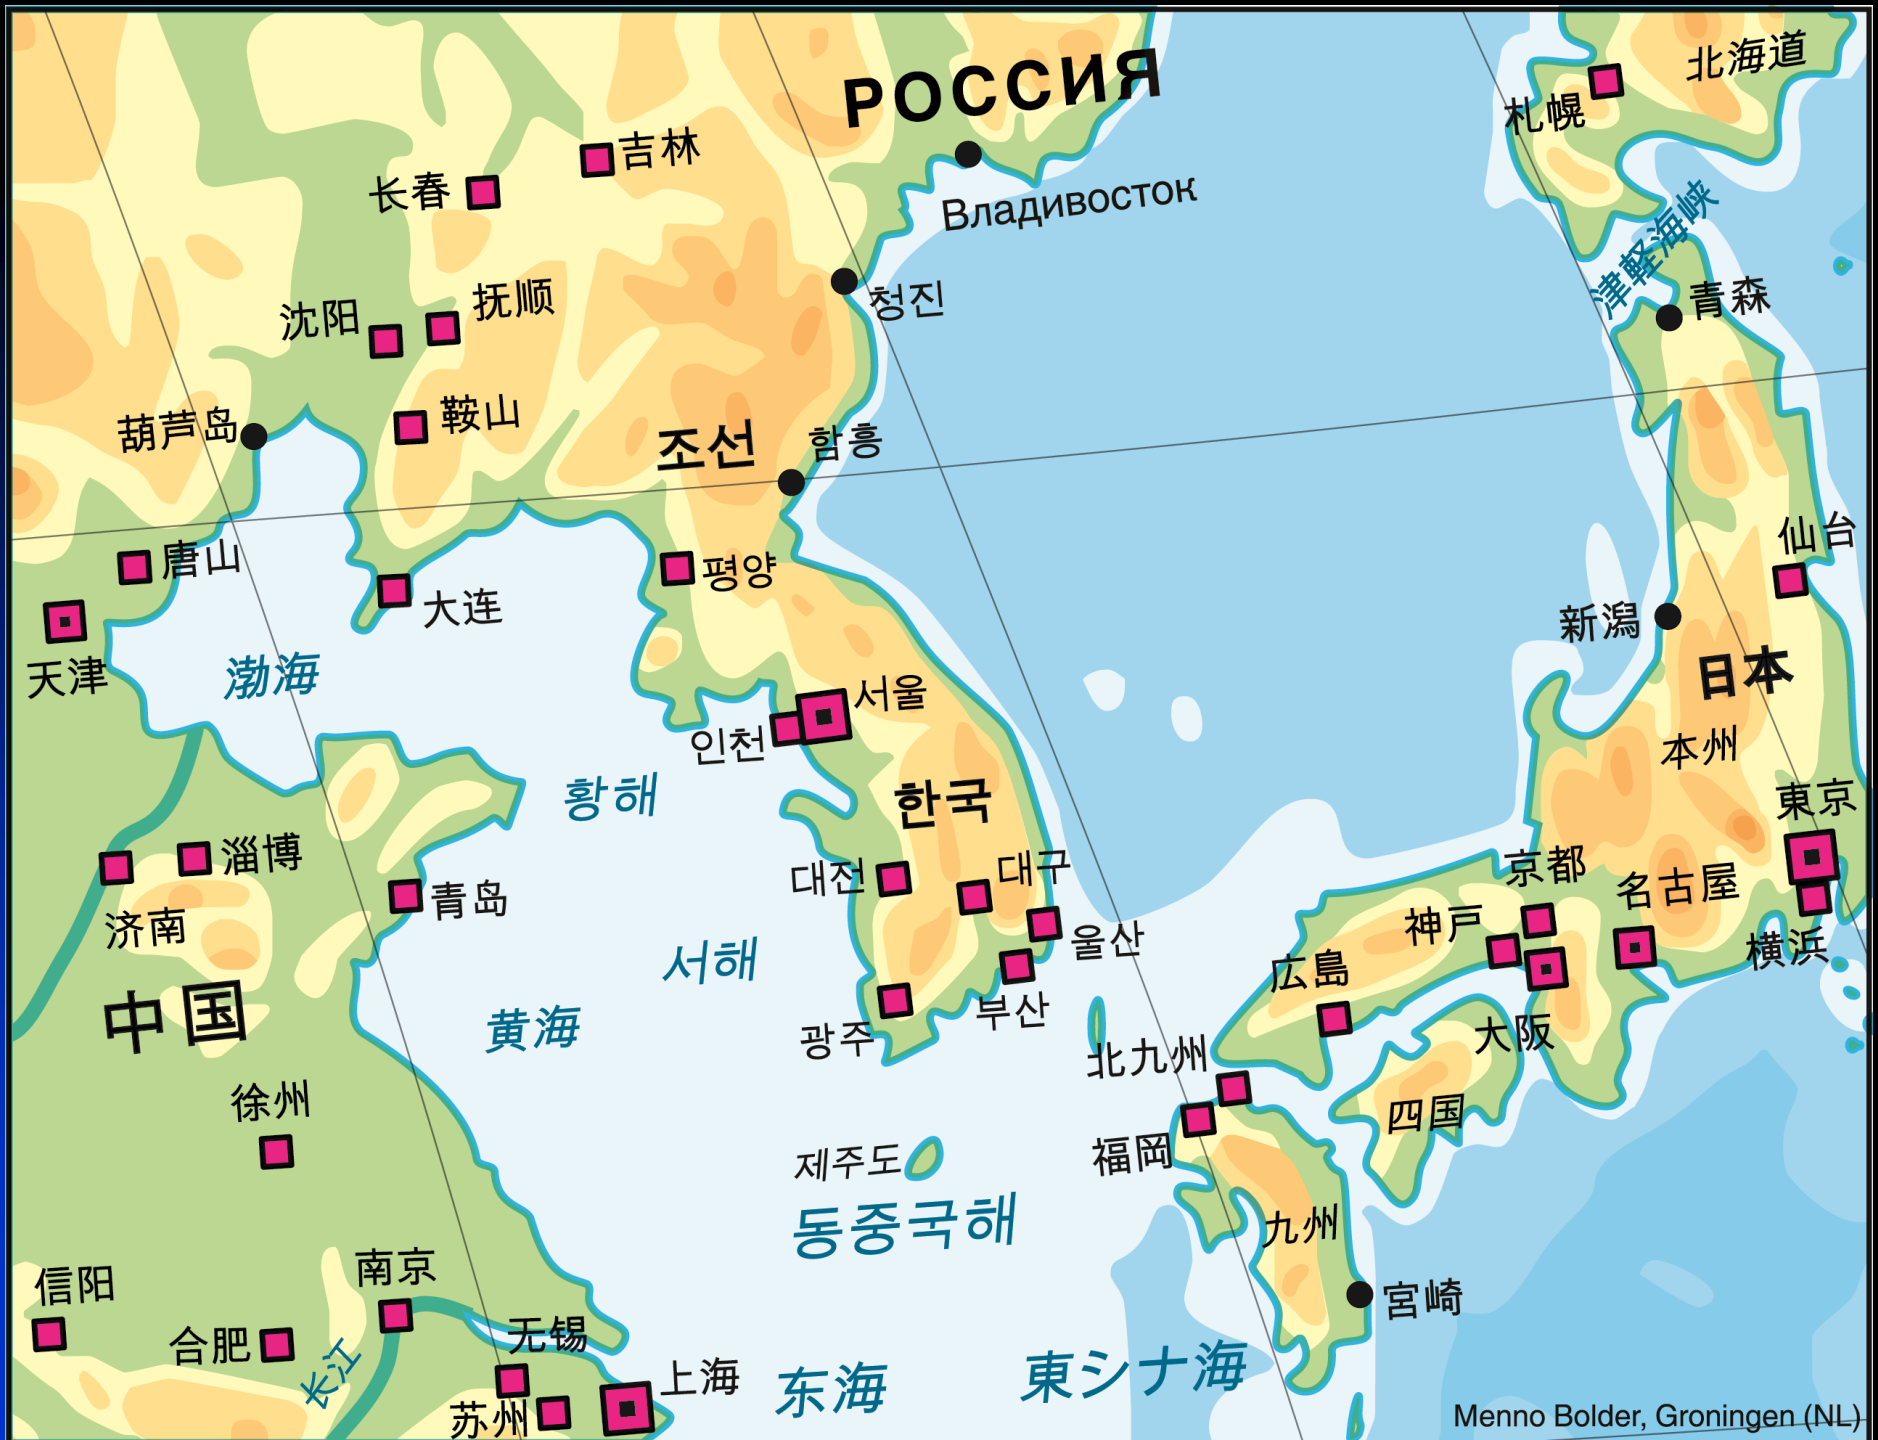 РОССИЯ
北海道
札幌
吉林
长春
Владивосток
津軽海峡
抚顺
沈阳
청진
青森
葫芦岛
鞍山
조선
함흥
仙台
唐山
평양
大连
新潟
天津
渤海
서울
日本
인천
本州
황해
한국
東京
淄博
대전
대구
京都
名古屋
青岛
济南
神戸
울산
横浜
서해
広島
中国
黄海
부산
광주
大阪
北九州
徐州
四国
제주도
福岡
동중국해
九州
信阳
南京
宮崎
合肥
无锡
长江
上海
东海
東シナ海
苏州
Menno Bolder, Groningen (NL)